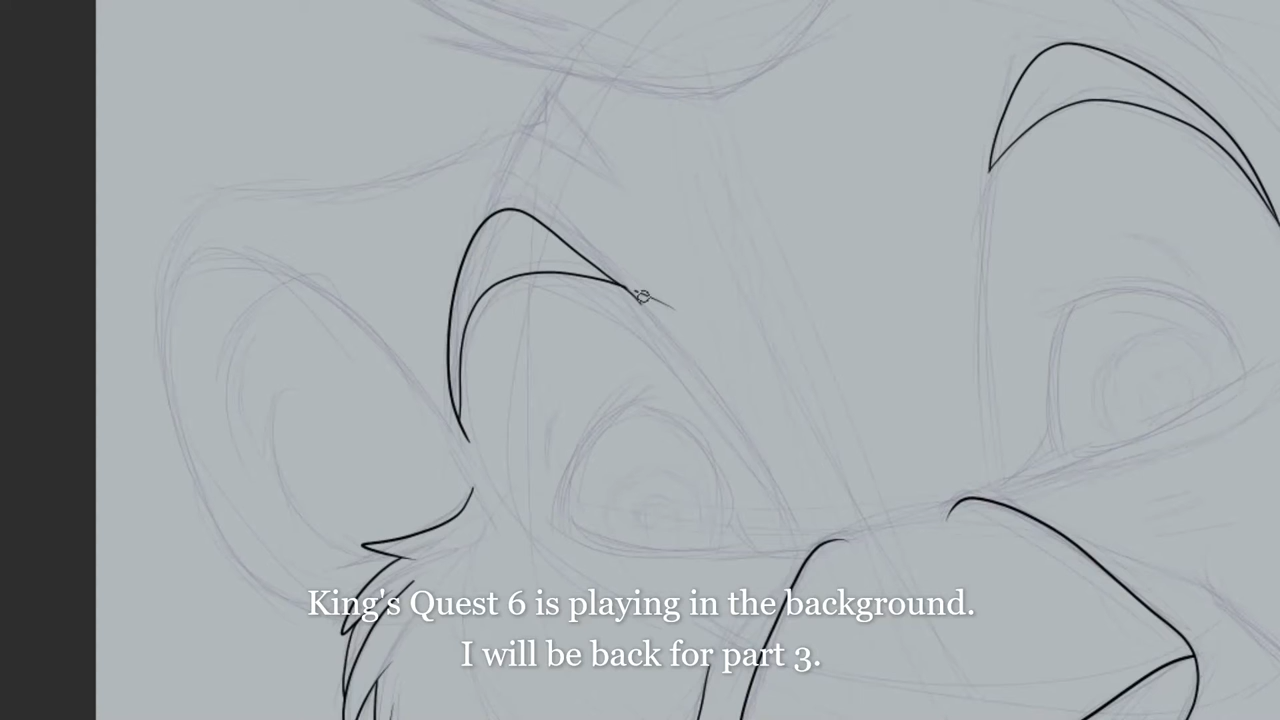 King's Quest 6 is playing in the background.
I will be back for part 3.